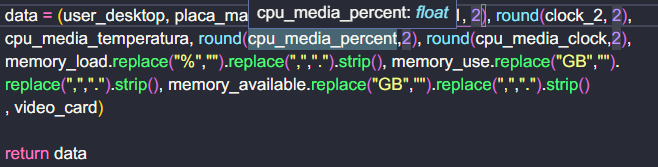 data = (user_desktop, placa_ma cpu_media_percent: float 1, 2), round(clock_2, 2),
cpu_media_temperatura, round(cpu_media_percent,2), round(cpu_media_clock,2),
memory_load.replace("%","").replace(",",".").strip(), memory_use.replace("GB","").
replace(",",".").strip(), memory_available.replace("GB","").replace(",",".").strip()
, video_card)
return data